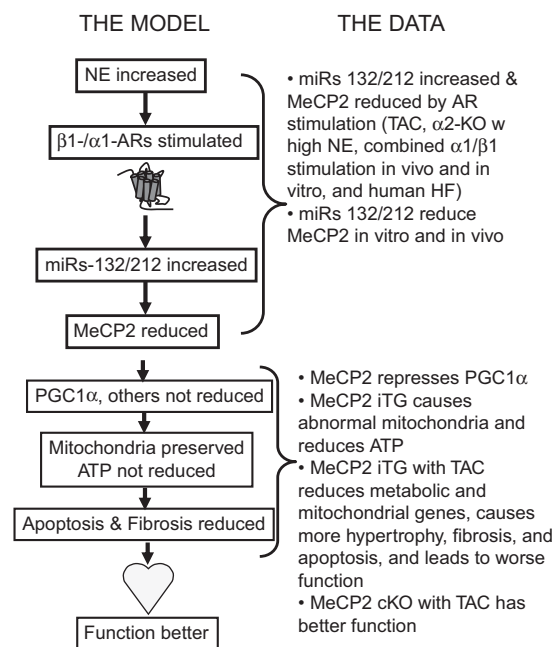 THE MODEL
NE increased
β1-/α1-ARs stimulated
miRs-132/212 increased
MeCP2 reduced
PGC1α, others not reduced
Mitochondria preserved
ATP not reduced
Apoptosis & Fibrosis reduced
Function better
THE DATA
• miRs 132/212 increased &
MeCP2 reduced by AR
stimulation (TAC, α2-KO w
high NE, combined α1/β1
stimulation in vivo and in
vitro, and human HF)
• miRs 132/212 reduce
MeCP2 in vitro and in vivo
• MeCP2 represses PGC1α
• MeCP2 iTG causes
abnormal mitochondria and
reduces ATP
• MeCP2 iTG with TAC
reduces metabolic and
mitochondrial genes, causes
more hypertrophy, fibrosis, and
apoptosis, and leads to worse
function
• MeCP2 cKO with TAC has
better function